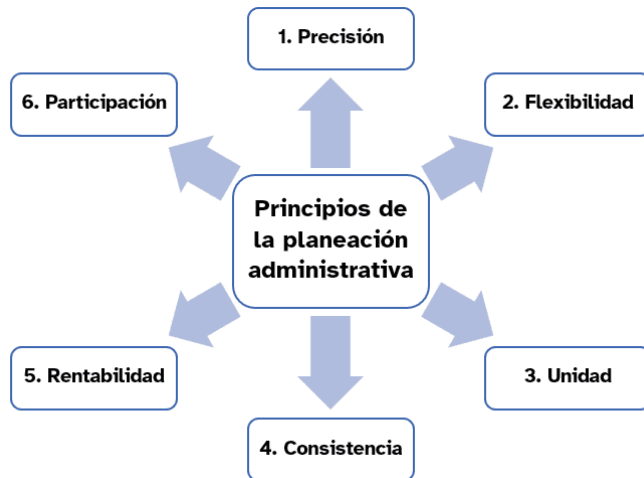 1. Precisión
6. Participación
2. Flexibilidad
Principios de
la planeación
administrativa
5. Rentabilidad
3. Unidad
4. Consistencia